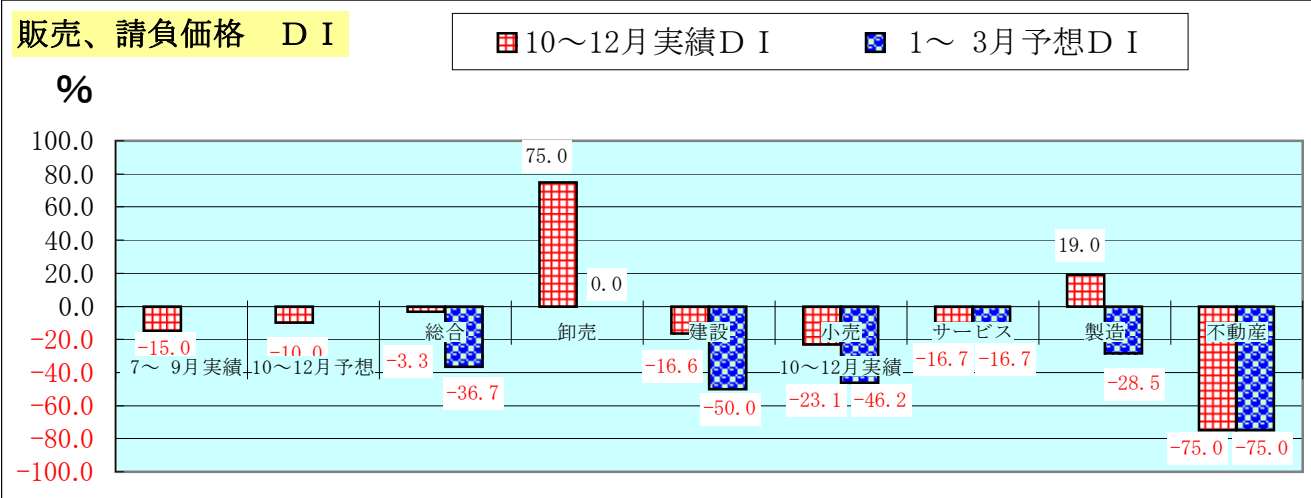 販売、請負価格　ＤＩ
10～12月実績ＤＩ
1～ 3月予想ＤＩ
%
100.0
80.0
60.0
40.0
20.0
0.0
-20.0
-40.0
-60.0
-80.0
-100.0
75.0
0.0
19.0
総合
卸売
建設
小売
サービス
製造
不動産
-15.0
-10.0
-3.3
-36.7
-16.6
-50.0
-23.1
-46.2
-16.7
-16.7
-28.5
-75.0
-75.0
7～ 9月実績
10～12月予想
10～12月実績